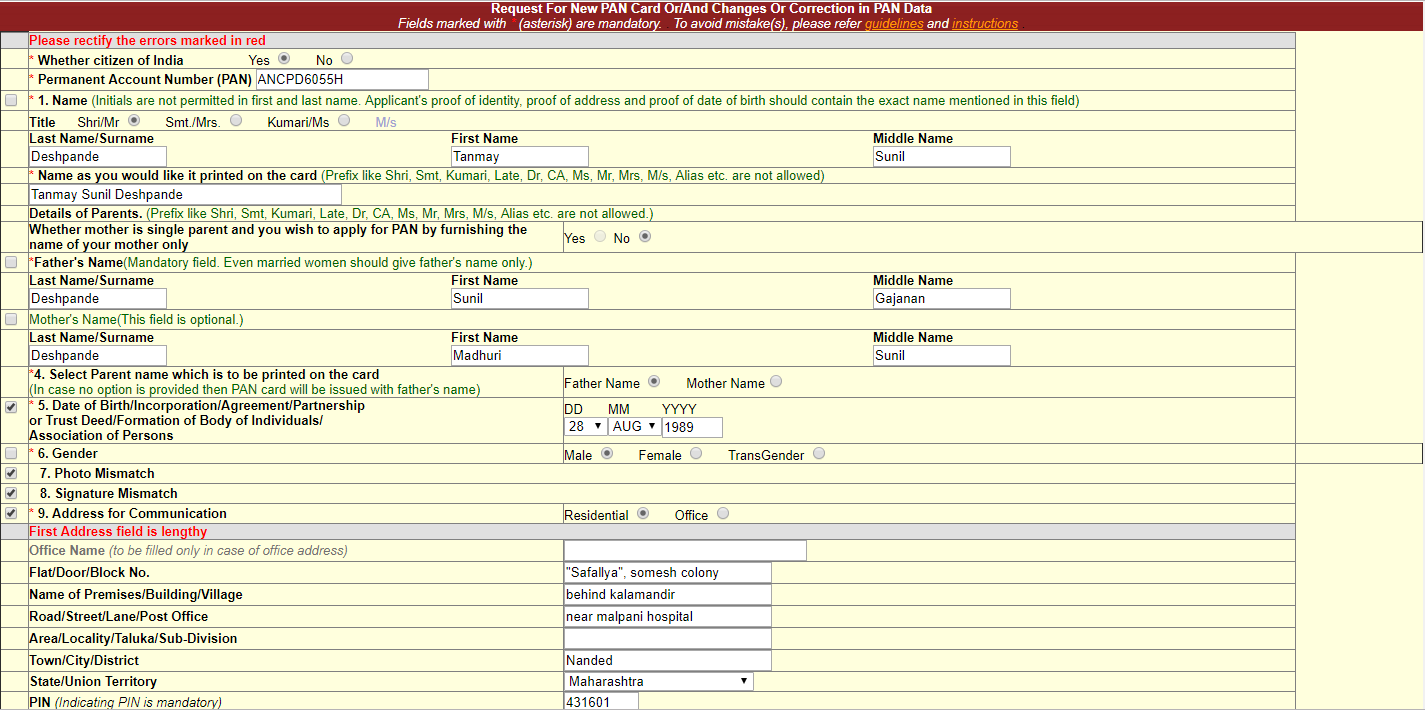 Request For New PAN Card Or/And Changes Or Correction in PAN Data
Fields marked with * (asterisk) are mandatory. . To avoid mistake(s), please refer guidelines and instructions
Please rectify the errors marked in red
* Whether citizen of India Yes No
* Permanent Account Number (PAN) ANCPD6055H
* 1. Name (Initials are not permitted in first and last name. Applicant's proof of identity, proof of address and proof of date of birth should contain the exact name mentioned in this field)
Title Shri/Mr Smt./Mrs. Kumari/Ms M/s
Last Name/Surname First Name Middle Name
Deshpande Tanmay Sunil
* Name as you would like it printed on the card (Prefix like Shri, Smt, Kumari, Late, Dr, CA, Ms, Mr, Mrs, M/s, Alias etc. are not allowed)
Tanmay Sunil Deshpande
Details of Parents. (Prefix like Shri, Smt, Kumari, Late, Dr, CA, Ms, Mr, Mrs, M/s, Alias etc. are not allowed.)
Whether mother is single parent and you wish to apply for PAN by furnishing the
name of your mother only Yes No
*Father's Name(Mandatory field. Even married women should give father's name only.)
Last Name/Surname First Name Middle Name
Deshpande Sunil Gajanan
Mother's Name(This field is optional.)
Last Name/Surname First Name Middle Name
Deshpande Madhuri Sunil
*4. Select Parent name which is to be printed on the card
(In case no option is provided then PAN card will be issued with father's name) Father Name Mother Name
* 5. Date of Birth/Incorporation/Agreement/Partnership
or Trust Deed/Formation of Body of Individuals/
Association of Persons
DD MM YYYY
28 AUG 1989
* 6. Gender Male Female TransGender
7. Photo Mismatch
8. Signature Mismatch
* 9. Address for Communication Residential Office
First Address field is lengthy
Office Name (to be filled only in case of office address)
Flat/Door/Block No. "Safallya", somesh colony
Name of Premises/Building/Village behind kalamandir
Road/Street/Lane/Post Office near malpani hospital
Area/Locality/Taluka/Sub-Division
Town/City/District Nanded
State/Union Territory Maharashtra
PIN (Indicating PIN is mandatory) 431601